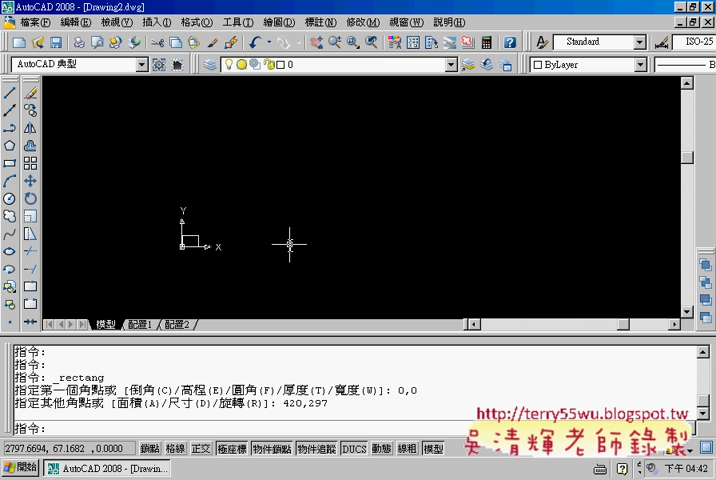 AutoCAD 2008 - [Drawing2.dwg]
檔案(F) 編輯(E) 檢視(V) 插入(I) 格式(O) 工具(T) 繪圖(D) 標註(N) 修改(M) 視窗(W) 說明(H)
Standard ISO-25
AutoCAD 典型 0 ByLayer B
Y
X
模型 配置1 配置2
指令:
指令:
指令: _rectang
指定第一個角點或 [倒角(C)/高程(E)/圓角(F)/厚度(T)/寬度(W)]: 0,0
指定其他角點或 [面積(A)/尺寸(D)/旋轉(R)]: 420,297
指令:
http://terry55wu.blogspot.tw
吳清輝老師錄製
2797.6694, 67.1682 ,0.0000 鎖點 格線 正交 極座標 物件鎖點 物件追蹤 DUCS 動態 線粗 模型
開始 AutoCAD 2008 - [Drawin... 下午 04:42